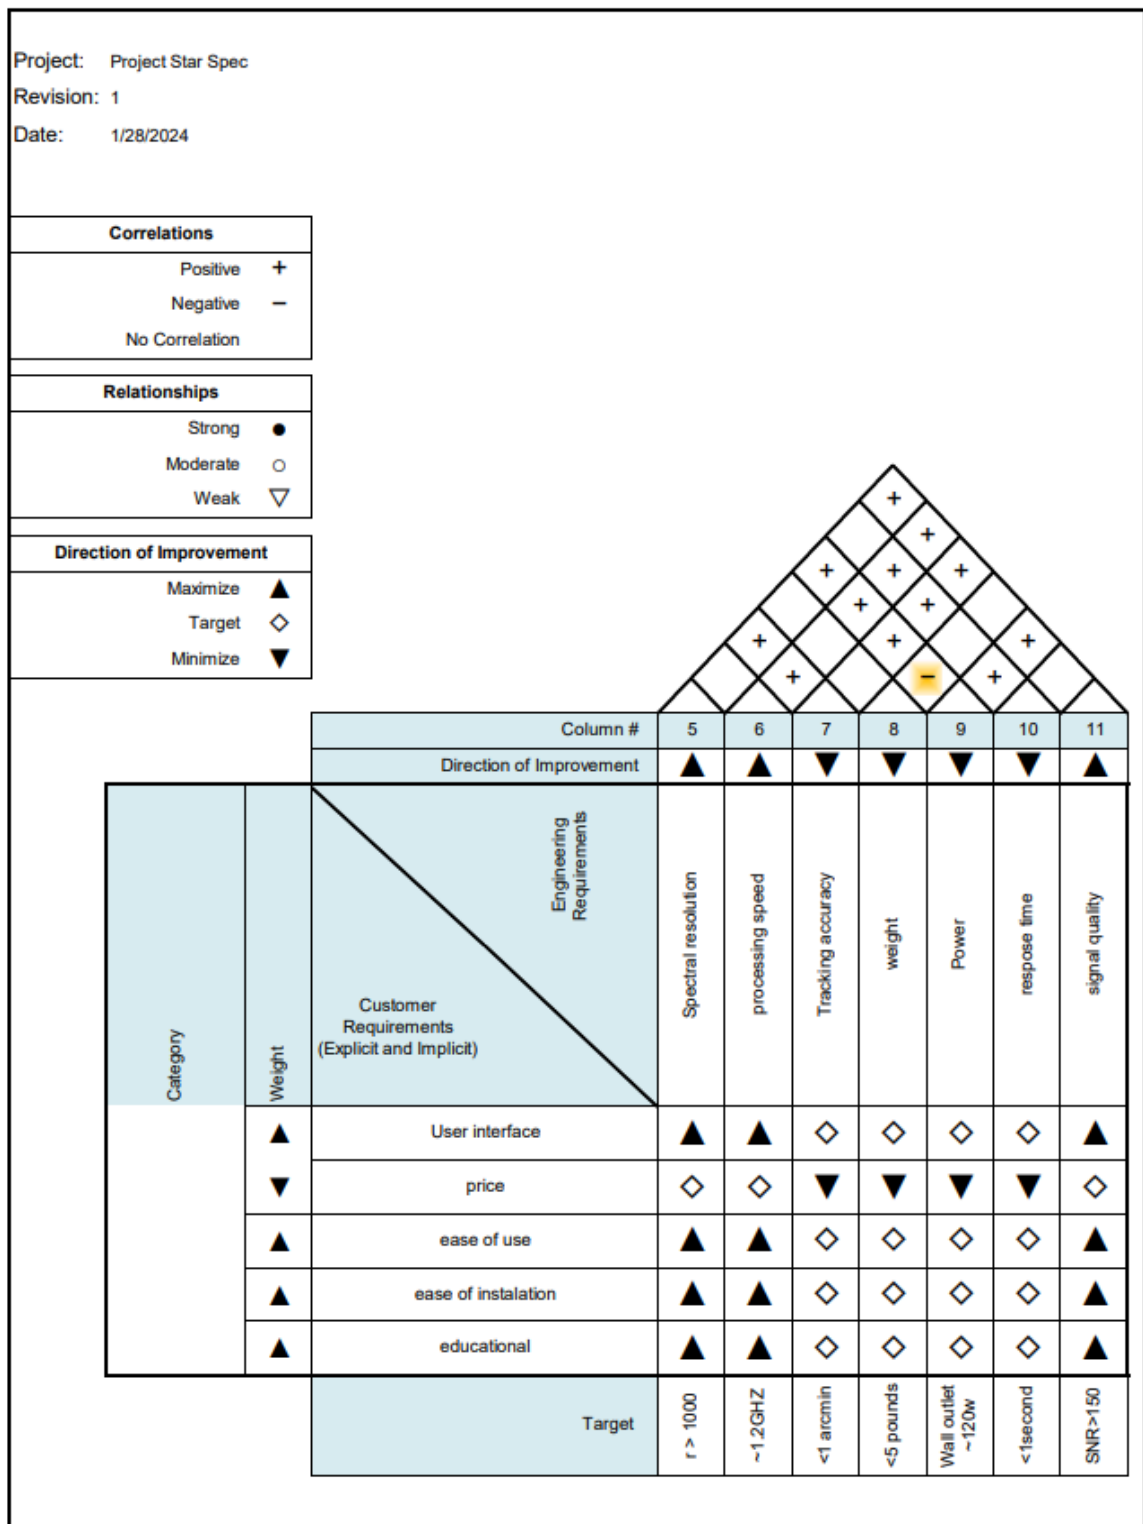 Project: Project Star Spec
Revision: 1
Date: 1/28/2024
Correlations
Positive +
Negative −
No Correlation
Relationships
Strong ●
Moderate ○
Weak ▽
Direction of Improvement
Maximize ▲
Target ◇
Minimize ▼
+
+
+ + +
+ +
+ + +
+ − +
Column # 5 6 7 8 9 10 11
Direction of Improvement ▲ ▲ ▼ ▼ ▼ ▼ ▲
Category
Weight
Engineering
Requirements
Customer
Requirements
(Explicit and Implicit)
Spectral resolution
processing speed
Tracking accuracy
weight
Power
respose time
signal quality
▲ User interface ▲ ▲ ◇ ◇ ◇ ◇ ▲
▼ price ◇ ◇ ▼ ▼ ▼ ▼ ◇
▲ ease of use ▲ ▲ ◇ ◇ ◇ ◇ ▲
▲ ease of instalation ▲ ▲ ◇ ◇ ◇ ◇ ▲
▲ educational ▲ ▲ ◇ ◇ ◇ ◇ ▲
Target
r > 1000
~1.2GHZ
<1 arcmin
<5 pounds
Wall outlet
~120w
<1second
SNR>150